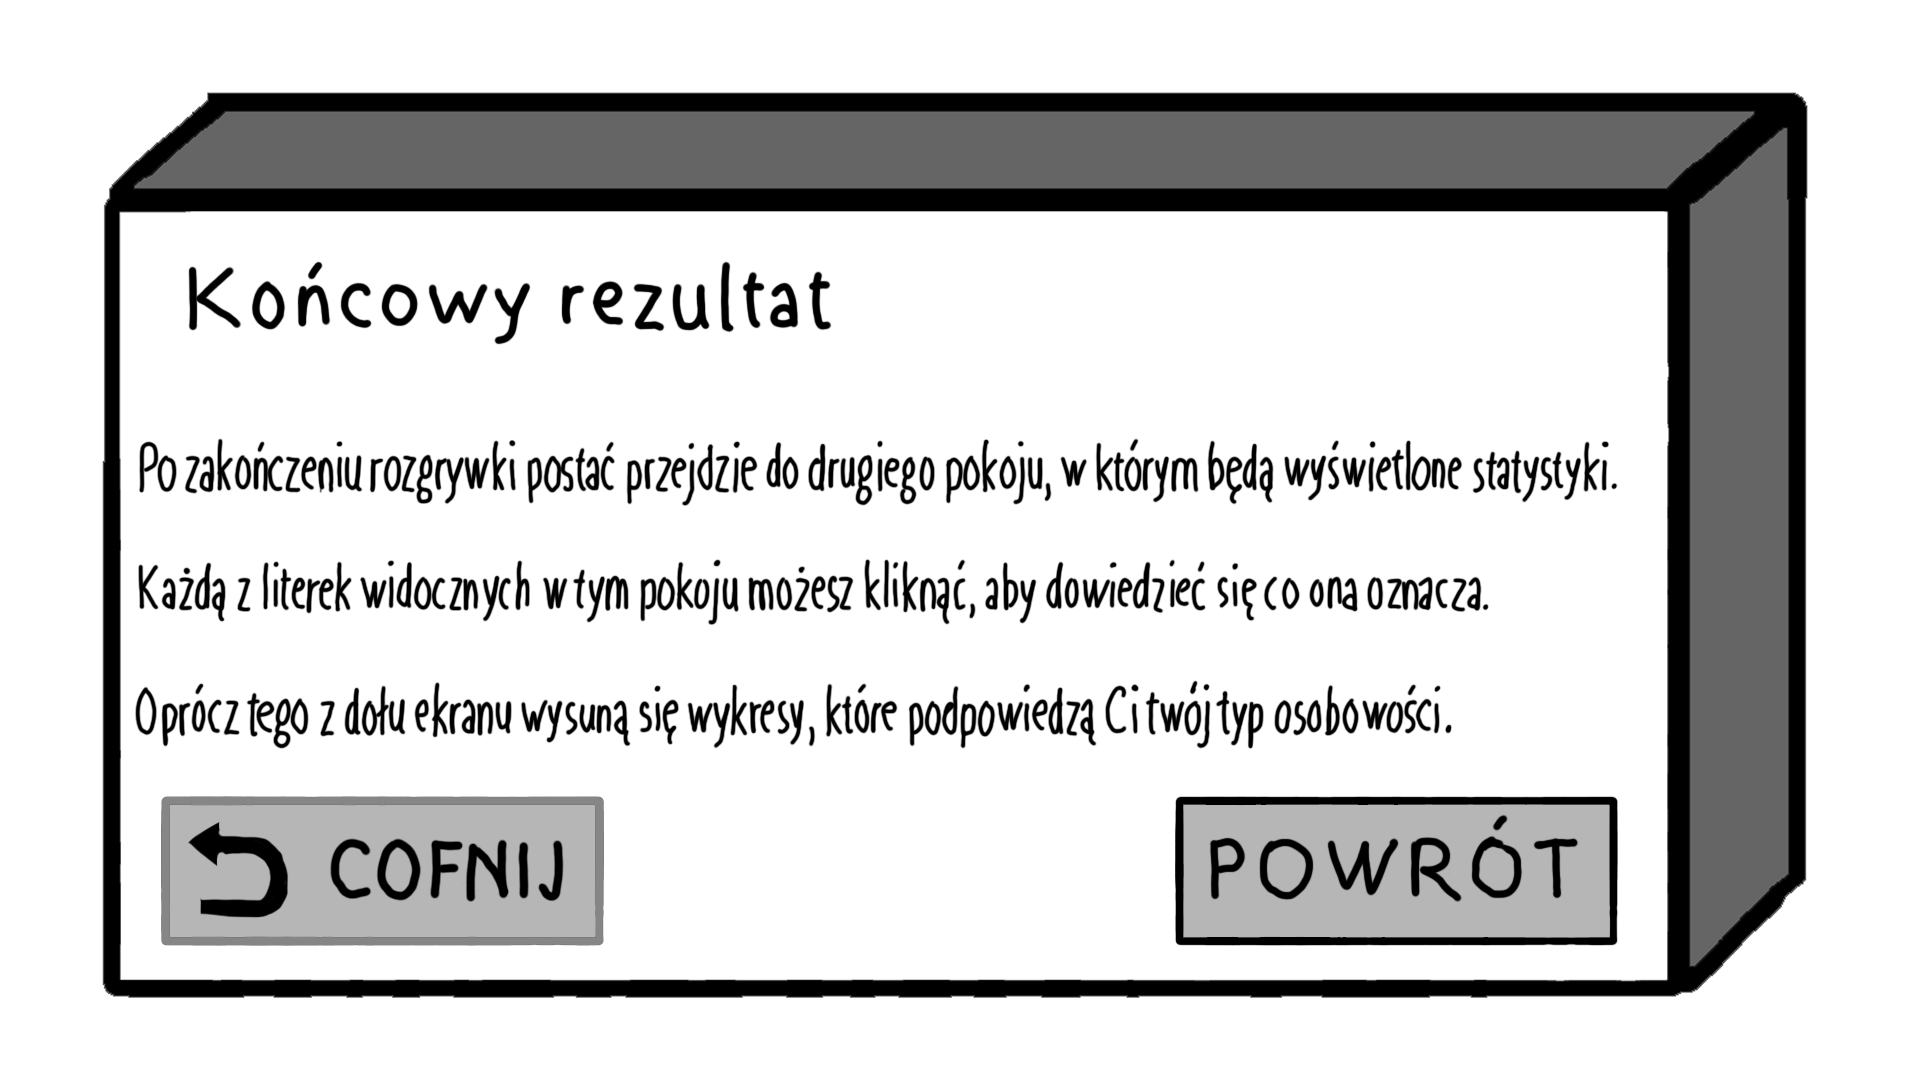 Końcowy rezultat
Po zakończeniu rozgrywki postać przejdzie do drugiego pokoju, w którym będą wyświetlone statystyki.
Każdą z literek widocznych w tym pokoju możesz kliknąć, aby dowiedzieć się co ona oznacza.
Oprócz tego z dołu ekranu wysuną się wykresy, które podpowiedzą Ci twój typ osobowości.
COFNIJ
POWRÓT